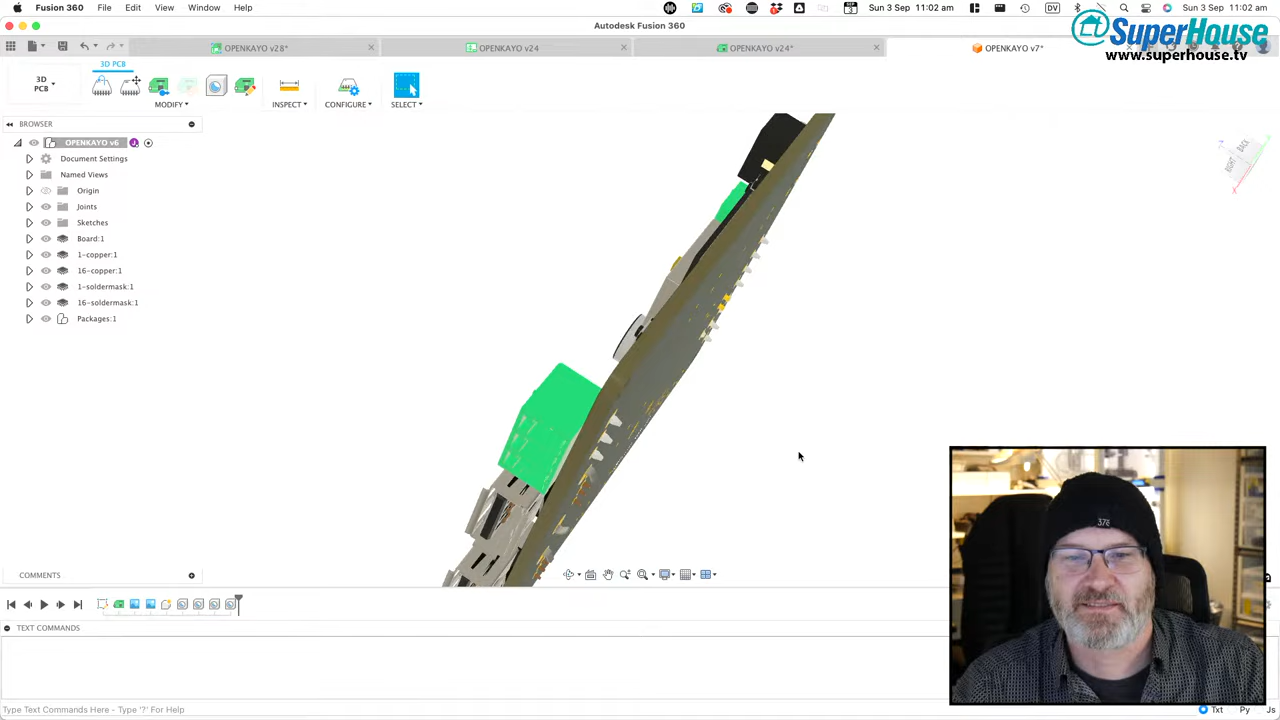 Fusion 360 File Edit View Window Help Sun 3 Sep 11:02 am DV Sun 3 Sep 11:02 am
Autodesk Fusion 360
SuperHouse
www.superhouse.tv
OPENKAYO v28* OPENKAYO v24 OPENKAYO v24* OPENKAYO v7*
3D PCB
3D
PCB
MODIFY INSPECT CONFIGURE SELECT
BROWSER
OPENKAYO v6
Document Settings
Named Views
Origin
Joints
Sketches
Board:1
1-copper:1
16-copper:1
1-soldermask:1
16-soldermask:1
Packages:1
RIGHT BACK
COMMENTS
TEXT COMMANDS
Type Text Commands Here - Type '?' For Help
Txt Py Js